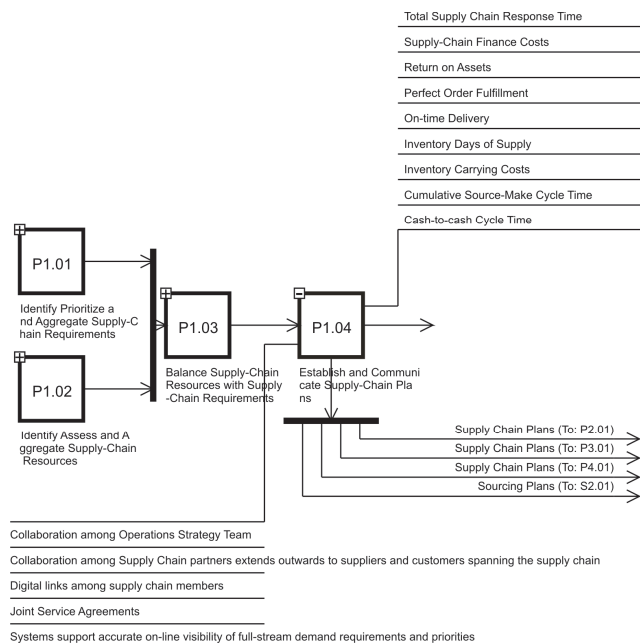 Total Supply Chain Response Time
Supply-Chain Finance Costs
Return on Assets
Perfect Order Fulfillment
On-time Delivery
Inventory Days of Supply
Inventory Carrying Costs
Cumulative Source-Make Cycle Time
Cash-to-cash Cycle Time
P1.01
Identify Prioritize a
nd Aggregate Supply-C
hain Requirements
P1.02
Identify Assess and A
ggregate Supply-Chain
Resources
P1.03
Balance Supply-Chain
Resources with Supply
-Chain Requirements
P1.04
Establish and Communi
cate Supply-Chain Pla
ns
Supply Chain Plans (To: P2.01)
Supply Chain Plans (To: P3.01)
Supply Chain Plans (To: P4.01)
Sourcing Plans (To: S2.01)
Collaboration among Operations Strategy Team
Collaboration among Supply Chain partners extends outwards to suppliers and customers spanning the supply chain
Digital links among supply chain members
Joint Service Agreements
Systems support accurate on-line visibility of full-stream demand requirements and priorities